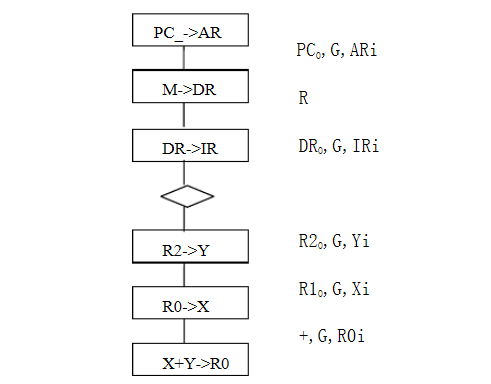 PC_->AR
PC₀, G, ARi
M->DR
R
DR->IR
DR₀, G, IRi
R2->Y
R2₀, G, Yi
R0->X
R1₀, G, Xi
+, G, R0i
X+Y->R0